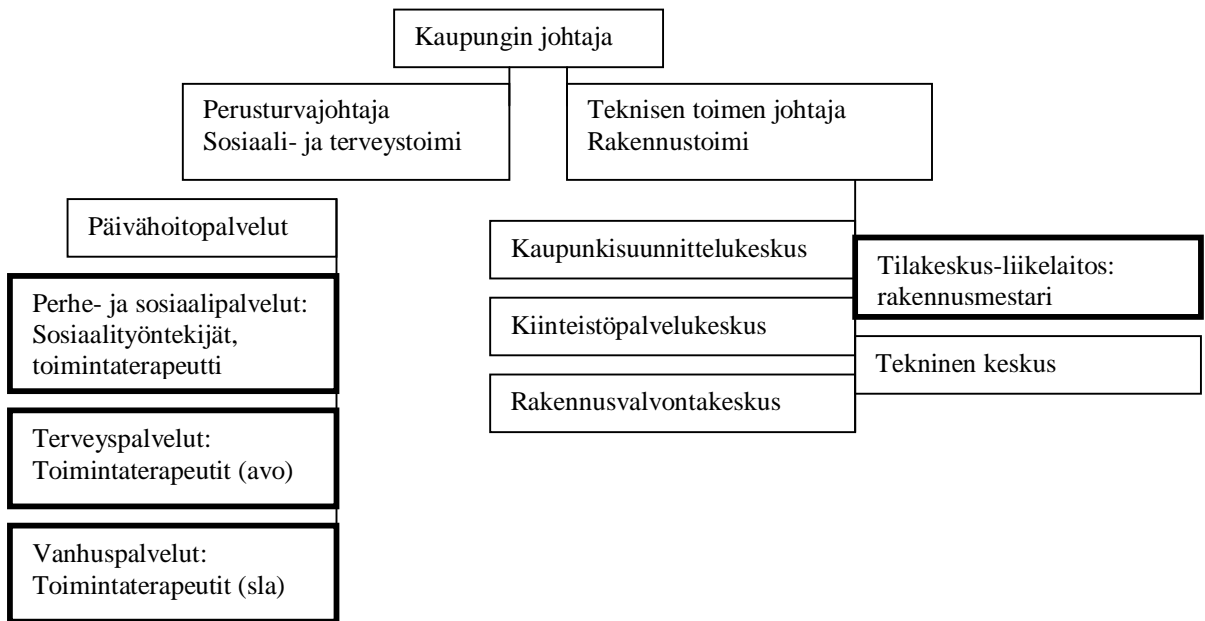 Kaupungin johtaja
Perusturvajohtaja
Sosiaali- ja terveystoimi
Teknisen toimen johtaja
Rakennustoimi
Päivähoitopalvelut
Perhe- ja sosiaalipalvelut:
Sosiaalityöntekijät,
toimintaterapeutti
Terveyspalvelut:
Toimintaterapeutit (avo)
Vanhuspalvelut:
Toimintaterapeutit (sla)
Kaupunkisuunnittelukeskus
Kiinteistöpalvelukeskus
Rakennusvalvontakeskus
Tilakeskus-liikelaitos:
rakennusmestari
Tekninen keskus